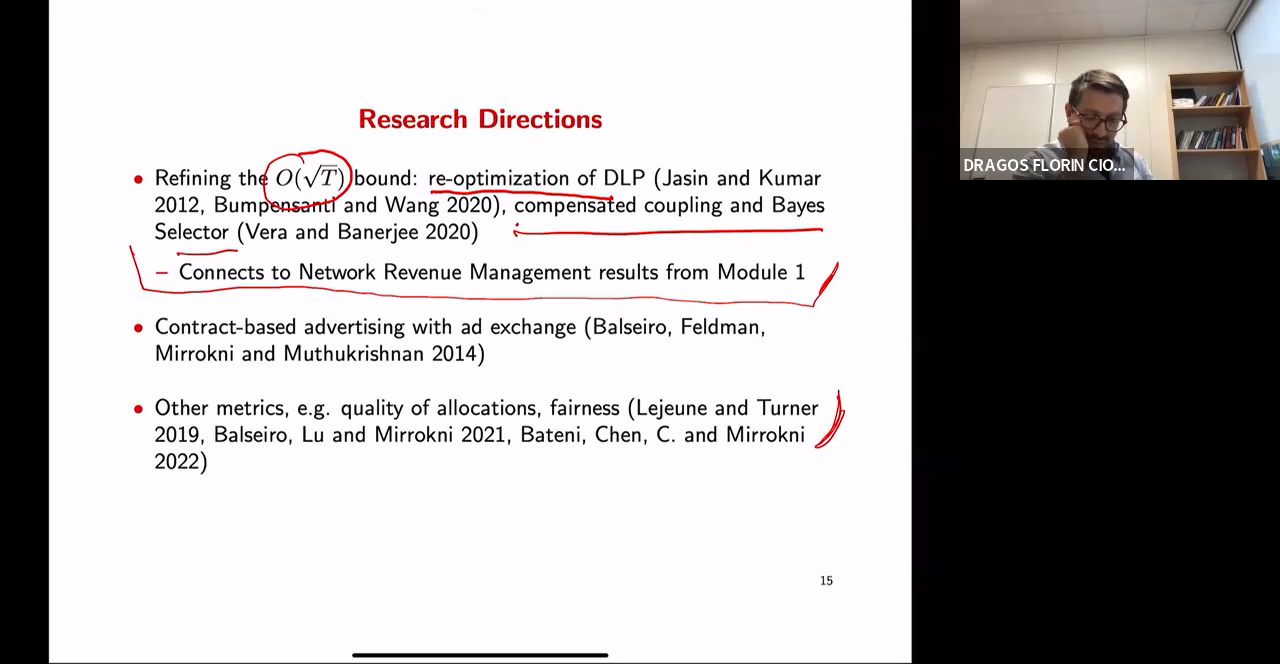 Research Directions
• Refining the O(√T) bound: re-optimization of DLP (Jasin and Kumar
2012, Bumpensanti and Wang 2020), compensated coupling and Bayes
Selector (Vera and Banerjee 2020)
– Connects to Network Revenue Management results from Module 1
• Contract-based advertising with ad exchange (Balseiro, Feldman,
Mirrokni and Muthukrishnan 2014)
• Other metrics, e.g. quality of allocations, fairness (Lejeune and Turner
2019, Balseiro, Lu and Mirrokni 2021, Bateni, Chen, C. and Mirrokni
2022)
15
DRAGOS FLORIN CIO...